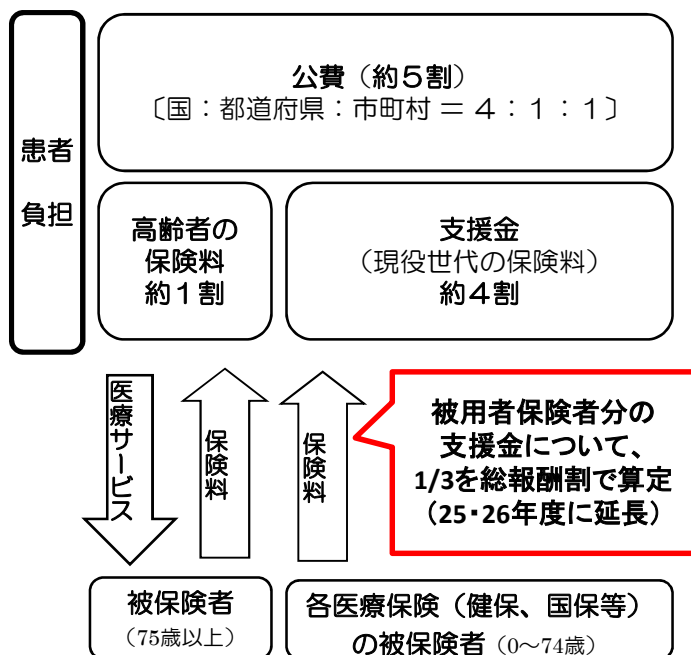 患者
負担
公費（約５割）
〔国：都道府県：市町村 ＝ ４：１：１〕
高齢者の
保険料
約１割
支援金
（現役世代の保険料）
約４割
医療サービス
保険料
保険料
被用者保険者分の
支援金について、
1/3を総報酬割で算定
（25・26年度に延長）
被保険者
（75歳以上）
各医療保険（健保、国保等）
の被保険者（0～74歳）